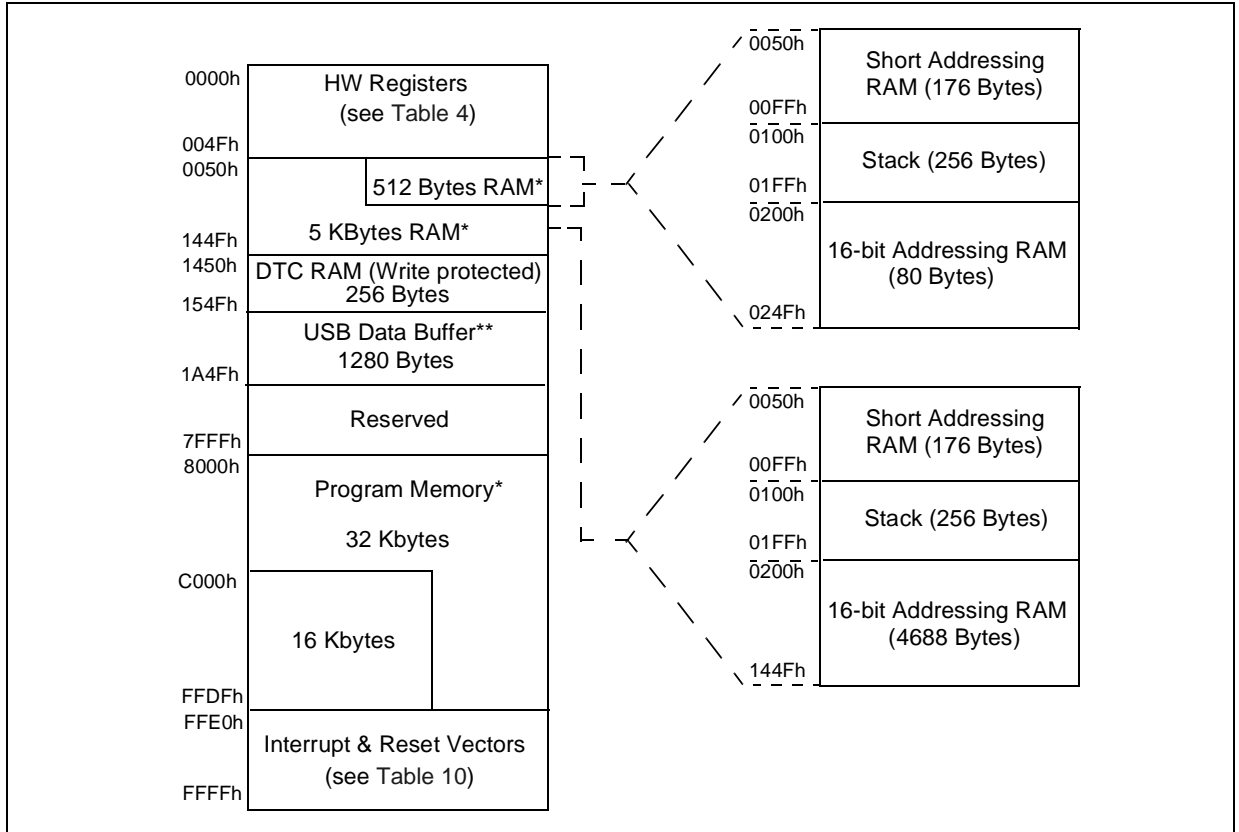 0000h
HW Registers
(see Table 4)
004Fh
0050h
512 Bytes RAM*
5 KBytes RAM*
144Fh
1450h
DTC RAM (Write protected)
256 Bytes
154Fh
USB Data Buffer**
1280 Bytes
1A4Fh
Reserved
7FFFh
8000h
Program Memory*
32 Kbytes
C000h
16 Kbytes
FFDFh
FFE0h
Interrupt & Reset Vectors
(see Table 10)
FFFFh
0050h
Short Addressing
RAM (176 Bytes)
00FFh
0100h
Stack (256 Bytes)
01FFh
0200h
16-bit Addressing RAM
(80 Bytes)
024Fh
0050h
Short Addressing
RAM (176 Bytes)
00FFh
0100h
Stack (256 Bytes)
01FFh
0200h
16-bit Addressing RAM
(4688 Bytes)
144Fh